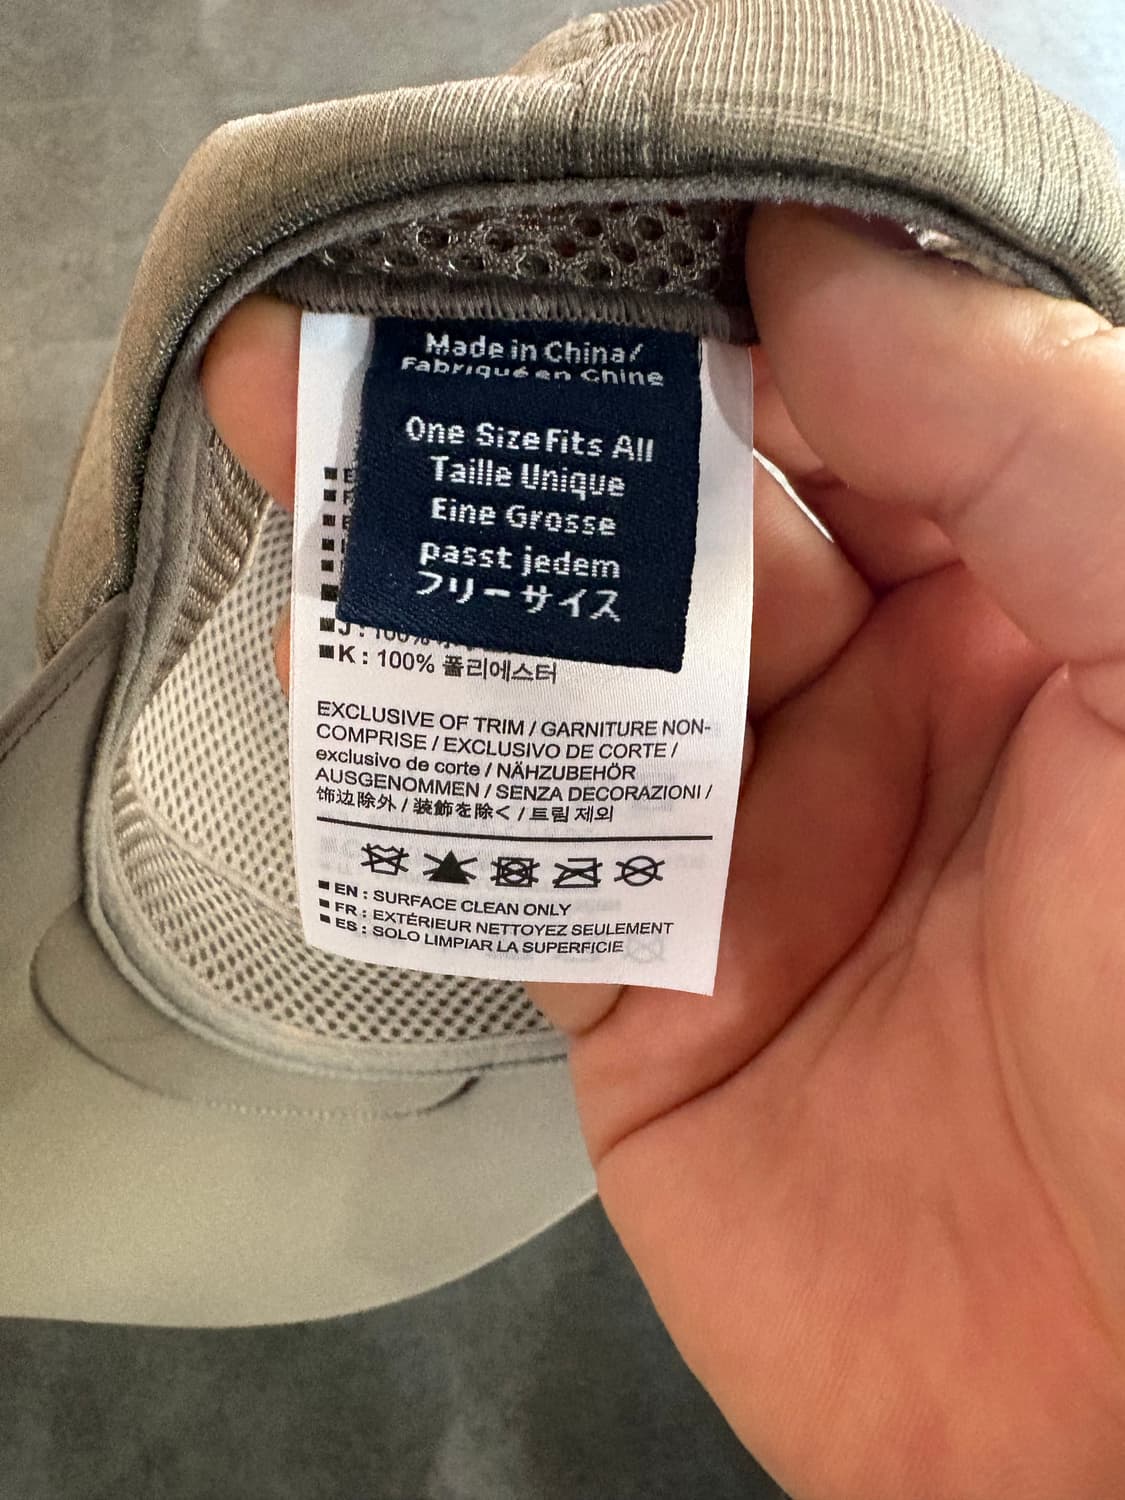 Made in China/
Fabriqué en Chine
One Size Fits All
Taille Unique
Eine Grosse
passt jedem
フリーサイズ
■E
■F
■E
■
■
■
■J : 100%
■K : 100% 폴리에스터
EXCLUSIVE OF TRIM / GARNITURE NON-
COMPRISE / EXCLUSIVO DE CORTE /
exclusivo de corte / NÄHZUBEHÖR
AUSGENOMMEN / SENZA DECORAZIONI /
饰边除外 / 装飾を除く / 트림 제외
■ EN : SURFACE CLEAN ONLY
■ FR : EXTÉRIEUR NETTOYEZ SEULEMENT
■ ES : SOLO LIMPIAR LA SUPERFICIE